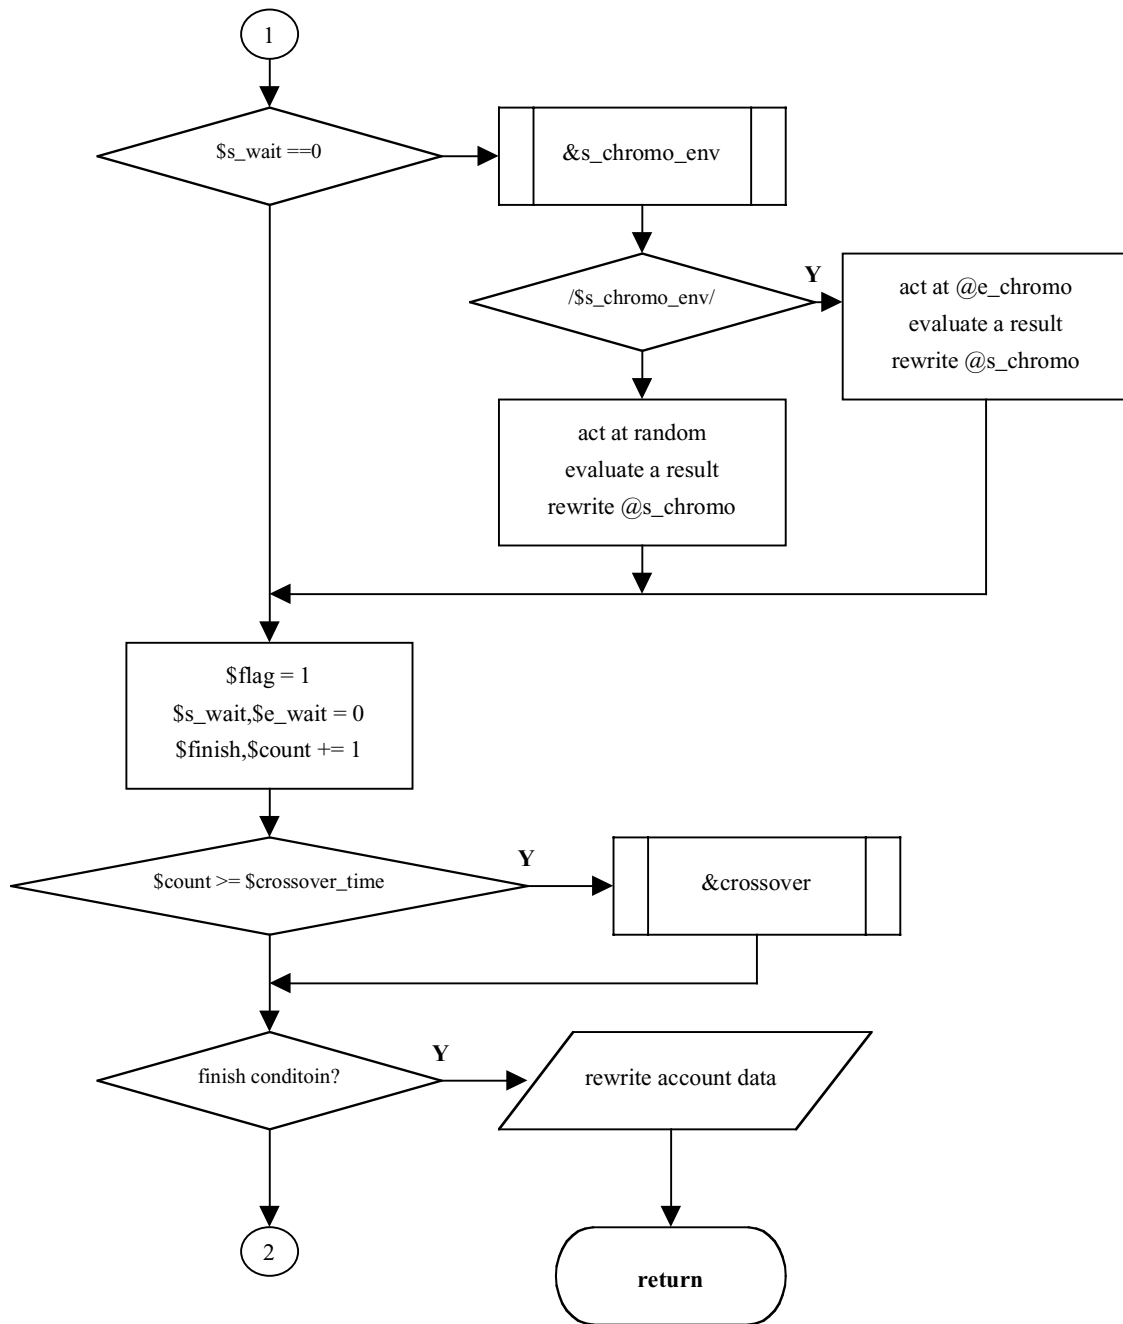 1
$s_wait ==0
&s_chromo_env
/$s_chromo_env/
Y
act at @e_chromo
evaluate a result
rewrite @s_chromo
act at random
evaluate a result
rewrite @s_chromo
$flag = 1
$s_wait,$e_wait = 0
$finish,$count += 1
$count >= $crossover_time
Y
&crossover
finish conditoin?
Y
rewrite account data
2
return